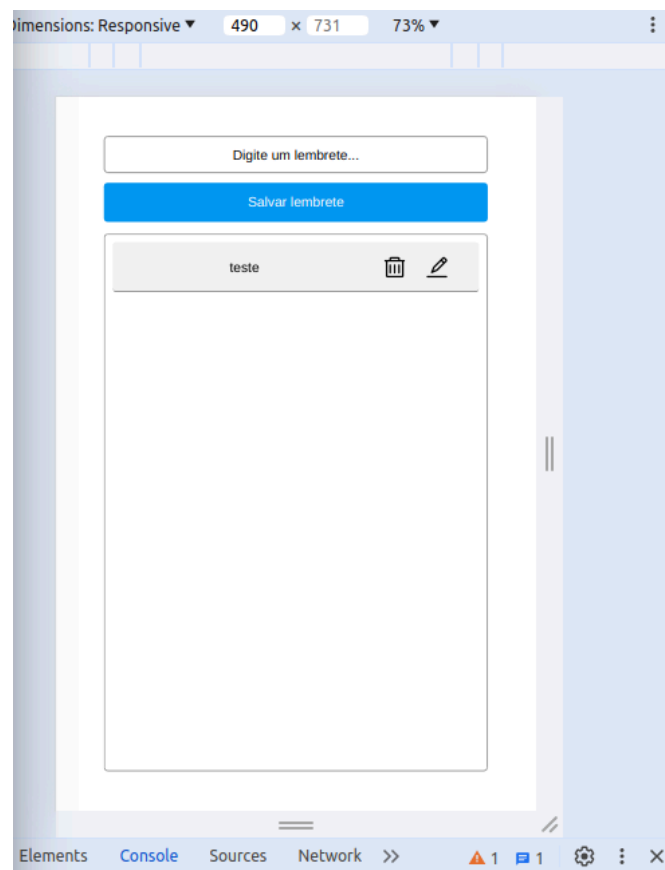 Dimensions: Responsive ▼ 490 × 731 73% ▼
Digite um lembrete...
Salvar lembrete
teste
Elements Console Sources Network >> 1 1